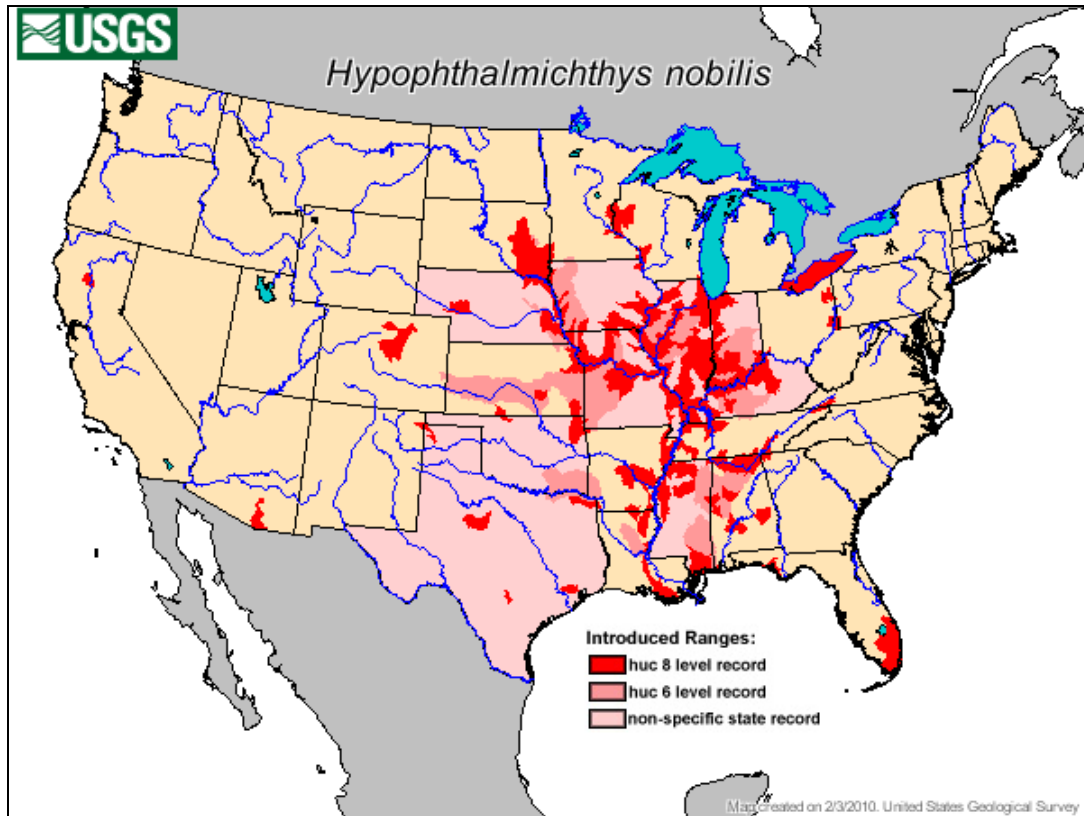 USGS
Hypophthalmichthys nobilis
Introduced Ranges:
huc 8 level record
huc 6 level record
non-specific state record
Map created on 2/3/2010. United States Geological Survey